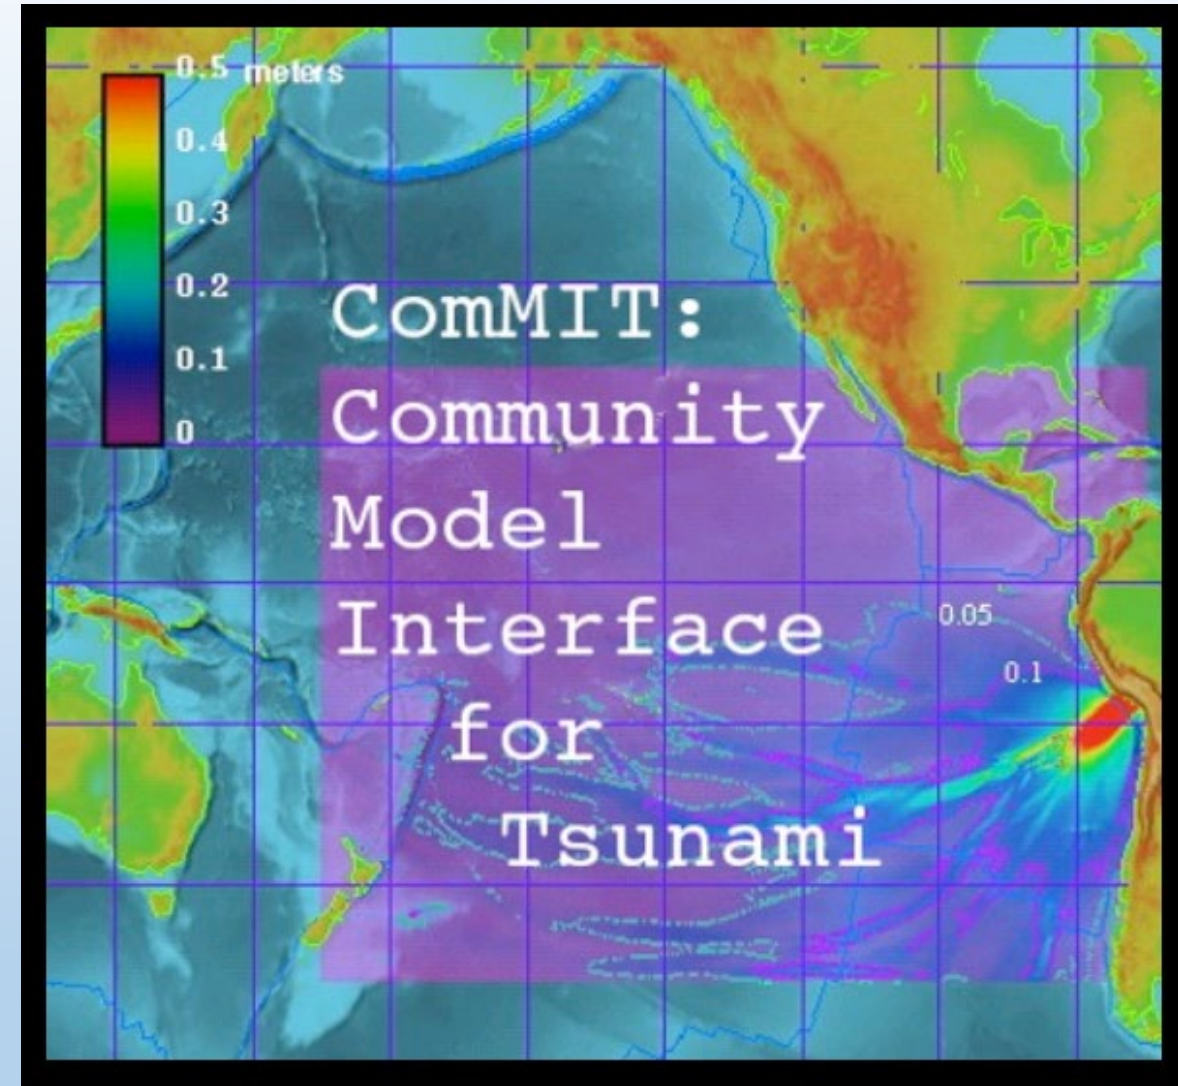 0.5 meters
0.4
0.3
0.2
0.1
0
ComMIT:
Community
Model
Interface
for
Tsunami
0.05
0.1